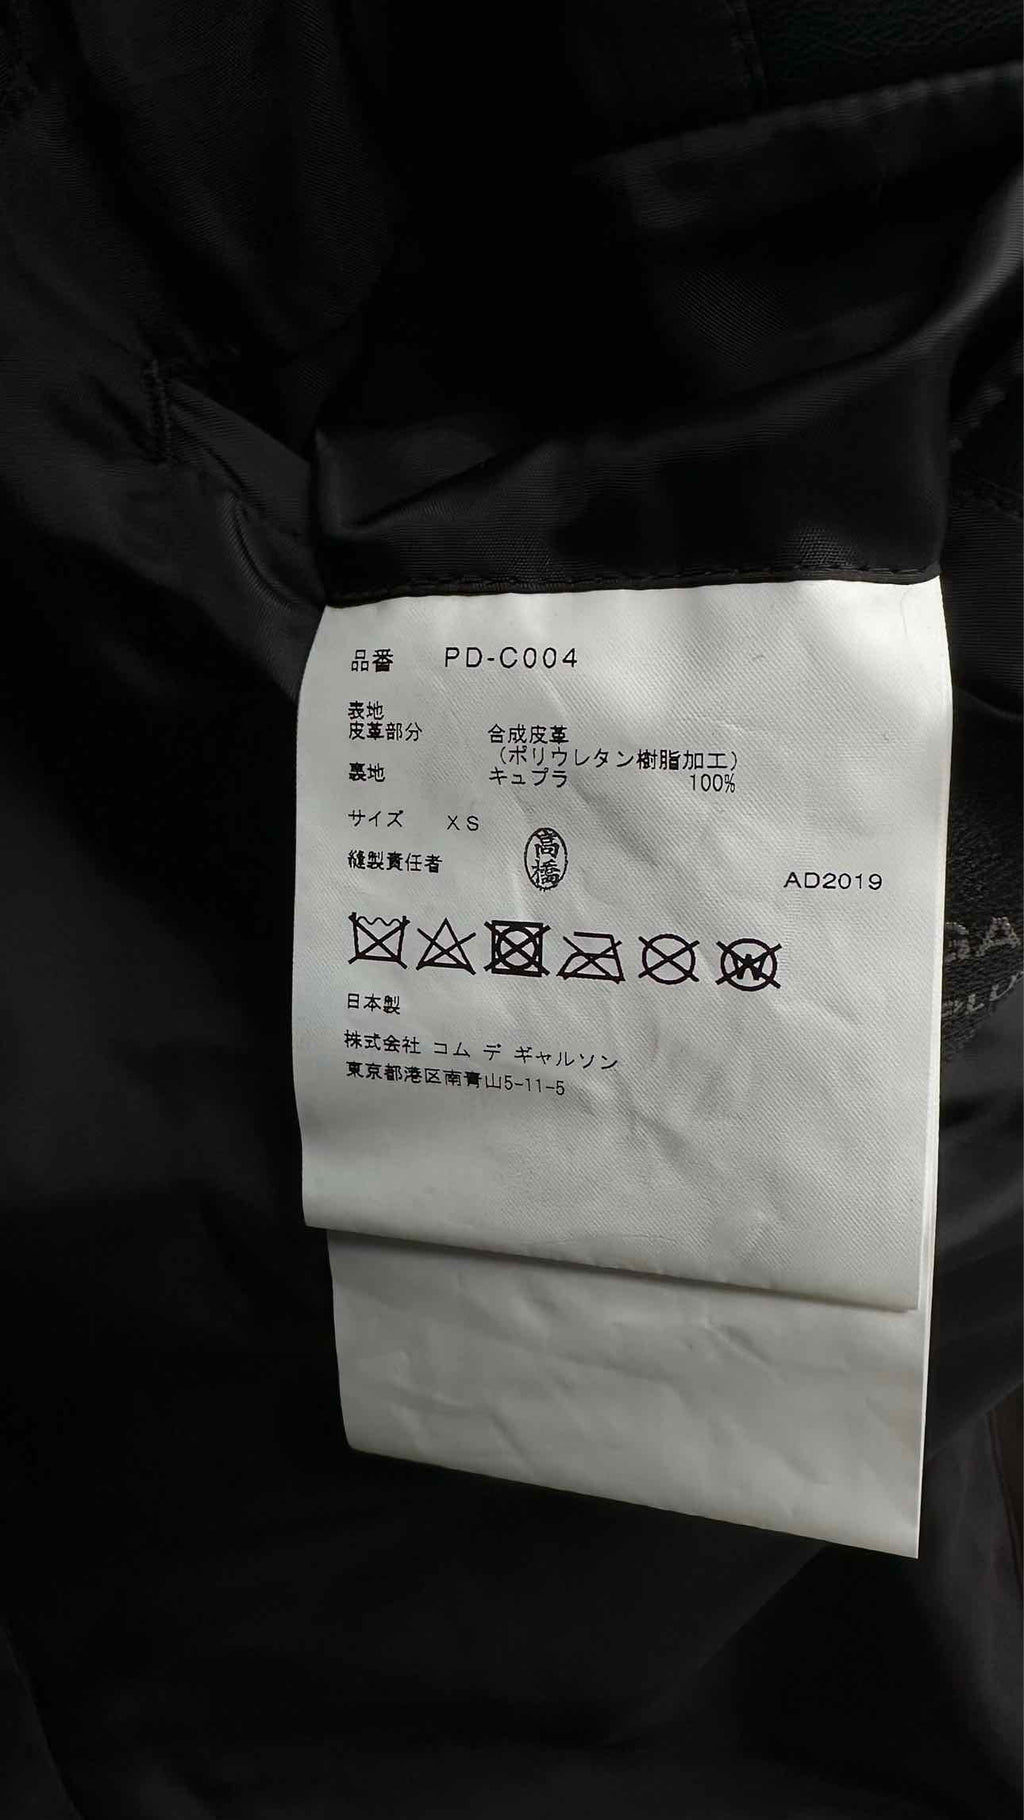 品番 PD-C004
表地
皮革部分 合成皮革
(ポリウレタン樹脂加工)
裏地 キュプラ 100%
サイズ XS
縫製責任者 高橋
AD2019
W
日本製
株式会社 コム デ ギャルソン
東京都港区南青山5-11-5